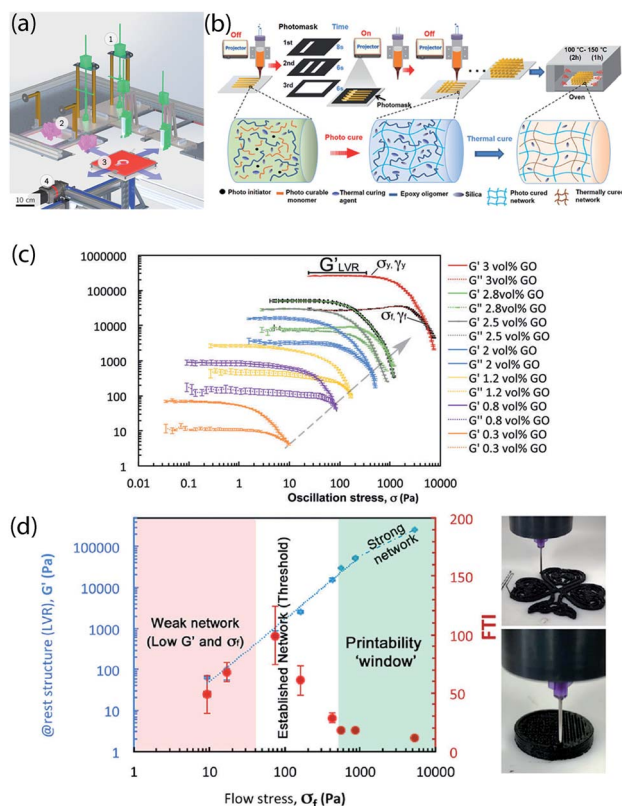 (a)
1
2
3
4
10 cm
(b)
Off
Photomask
Time
On
Off
Projector
1st
8s
2nd
6s
3rd
6s
Projector
Projector
Photomask
100 °C- 150 °C
(2h) (1h)
Oven
Photo cure
Thermal cure
Photo initiator
Photo curable monomer
Thermal curing agent
Epoxy oligomer
Silica
Photo cured network
Thermally cured network
(c)
G'LVR
σy, γy
σf, γf
1000000
100000
10000
1000
100
10
1
0.01 0.1 1 10 100 1000 10000
Oscillation stress, σ (Pa)
G' 3 vol% GO
G'' 3vol% GO
G' 2.8vol% GO
G'' 2.8vol% GO
G' 2.5 vol% GO
G'' 2.5 vol% GO
G' 2 vol% GO
G'' 2 vol% GO
G' 1.2 vol% GO
G'' 1.2 vol% GO
G' 0.8 vol% GO
G'' 0.8 vol% GO
G' 0.3 vol% GO
G' 0.3 vol% GO
(d)
@rest structure (LVR), G' (Pa)
100000
10000
1000
100
10
1
Weak network
(Low G' and σf)
Established Network (Threshold)
Strong
network
Printability
'window'
200
150
100
50
0
FTI
1 10 100 1000 10000
Flow stress, σf (Pa)